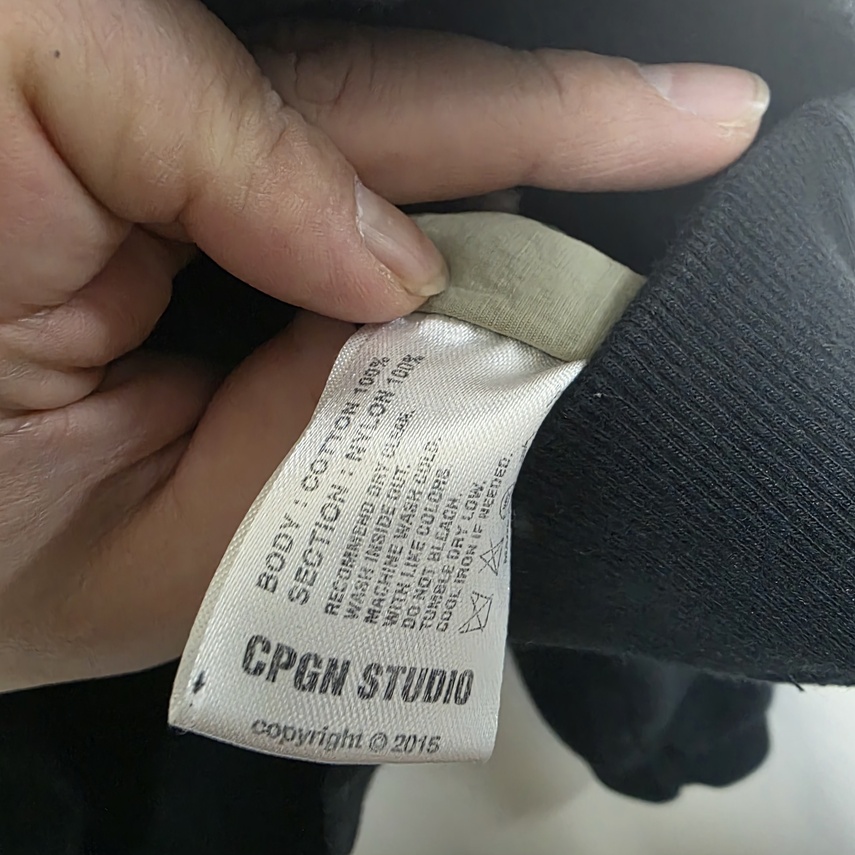 BODY : COTTON 100%
SECTION : NYLON 100%
RECOMMEND DRY CLEAN.
WASH INSIDE OUT.
MACHINE WASH COLD.
WITH LIKE COLORS
DO NOT BLEACH.
TUMBLE DRY LOW.
COOL IRON IF NEEDED.
CPGN STUDIO
copyright © 2015